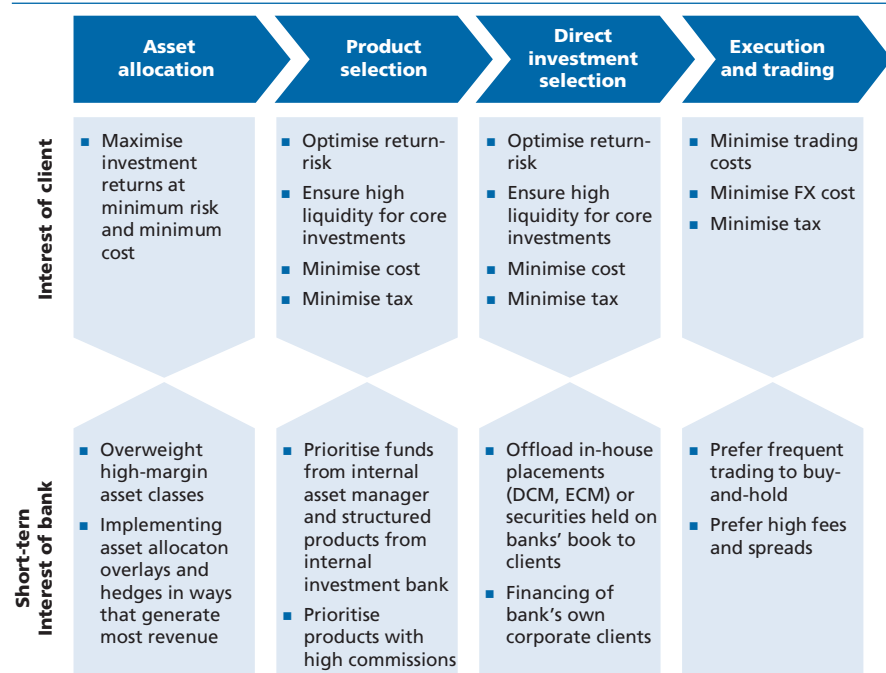 Asset
allocation
Product
selection
Direct
investment
selection
Execution
and trading
Interest of client
■ Maximise
investment
returns at
minimum risk
and minimum
cost
■ Optimise return-
risk
■ Ensure high
liquidity for core
investments
■ Minimise cost
■ Minimise tax
■ Optimise return-
risk
■ Ensure high
liquidity for core
investments
■ Minimise cost
■ Minimise tax
■ Minimise trading
costs
■ Minimise FX cost
■ Minimise tax
Short-tern
Interest of bank
■ Overweight
high-margin
asset classes
■ Implementing
asset allocaton
overlays and
hedges in ways
that generate
most revenue
■ Prioritise funds
from internal
asset manager
and structured
products from
internal
investment bank
■ Prioritise
products with
high commissions
■ Offload in-house
placements
(DCM, ECM) or
securities held on
banks' book to
clients
■ Financing of
bank's own
corporate clients
■ Prefer frequent
trading to buy-
and-hold
■ Prefer high fees
and spreads